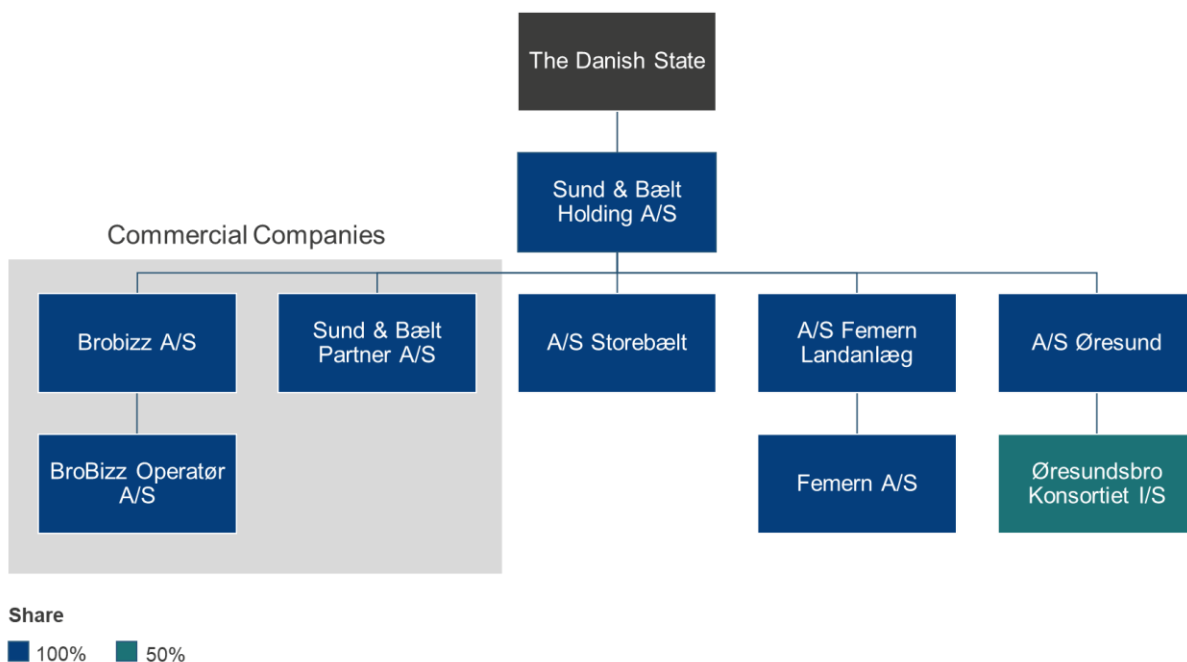 The Danish State
Sund & Bælt
Holding A/S
Commercial Companies
Brobizz A/S
Sund & Bælt
Partner A/S
A/S Storebælt
A/S Femern
Landanlæg
A/S Øresund
BroBizz Operatør
A/S
Femern A/S
Øresundsbro
Konsortiet I/S
Share
100%
50%